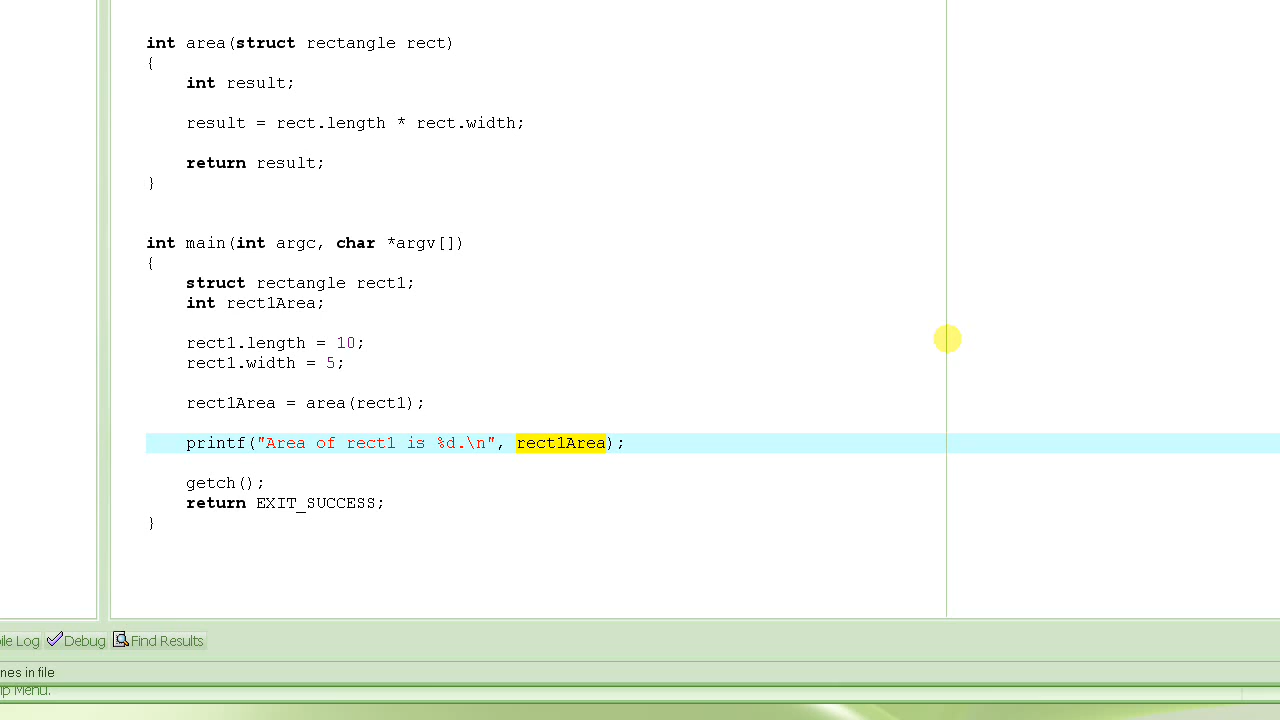 int area(struct rectangle rect)
{
    int result;
    result = rect.length * rect.width;
    return result;
}
int main(int argc, char *argv[])
{
    struct rectangle rect1;
    int rect1Area;
    rect1.length = 10;
    rect1.width = 5;
    rect1Area = area(rect1);
    printf("Area of rect1 is %d.\n", rect1Area);
    getch();
    return EXIT_SUCCESS;
}
ile Log Debug Find Results
nes in file
lp Menu.